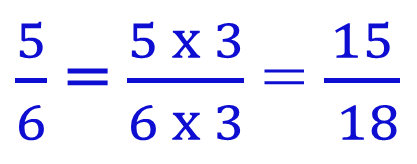 5/6 = 5 x 3/6 x 3 = 15/18